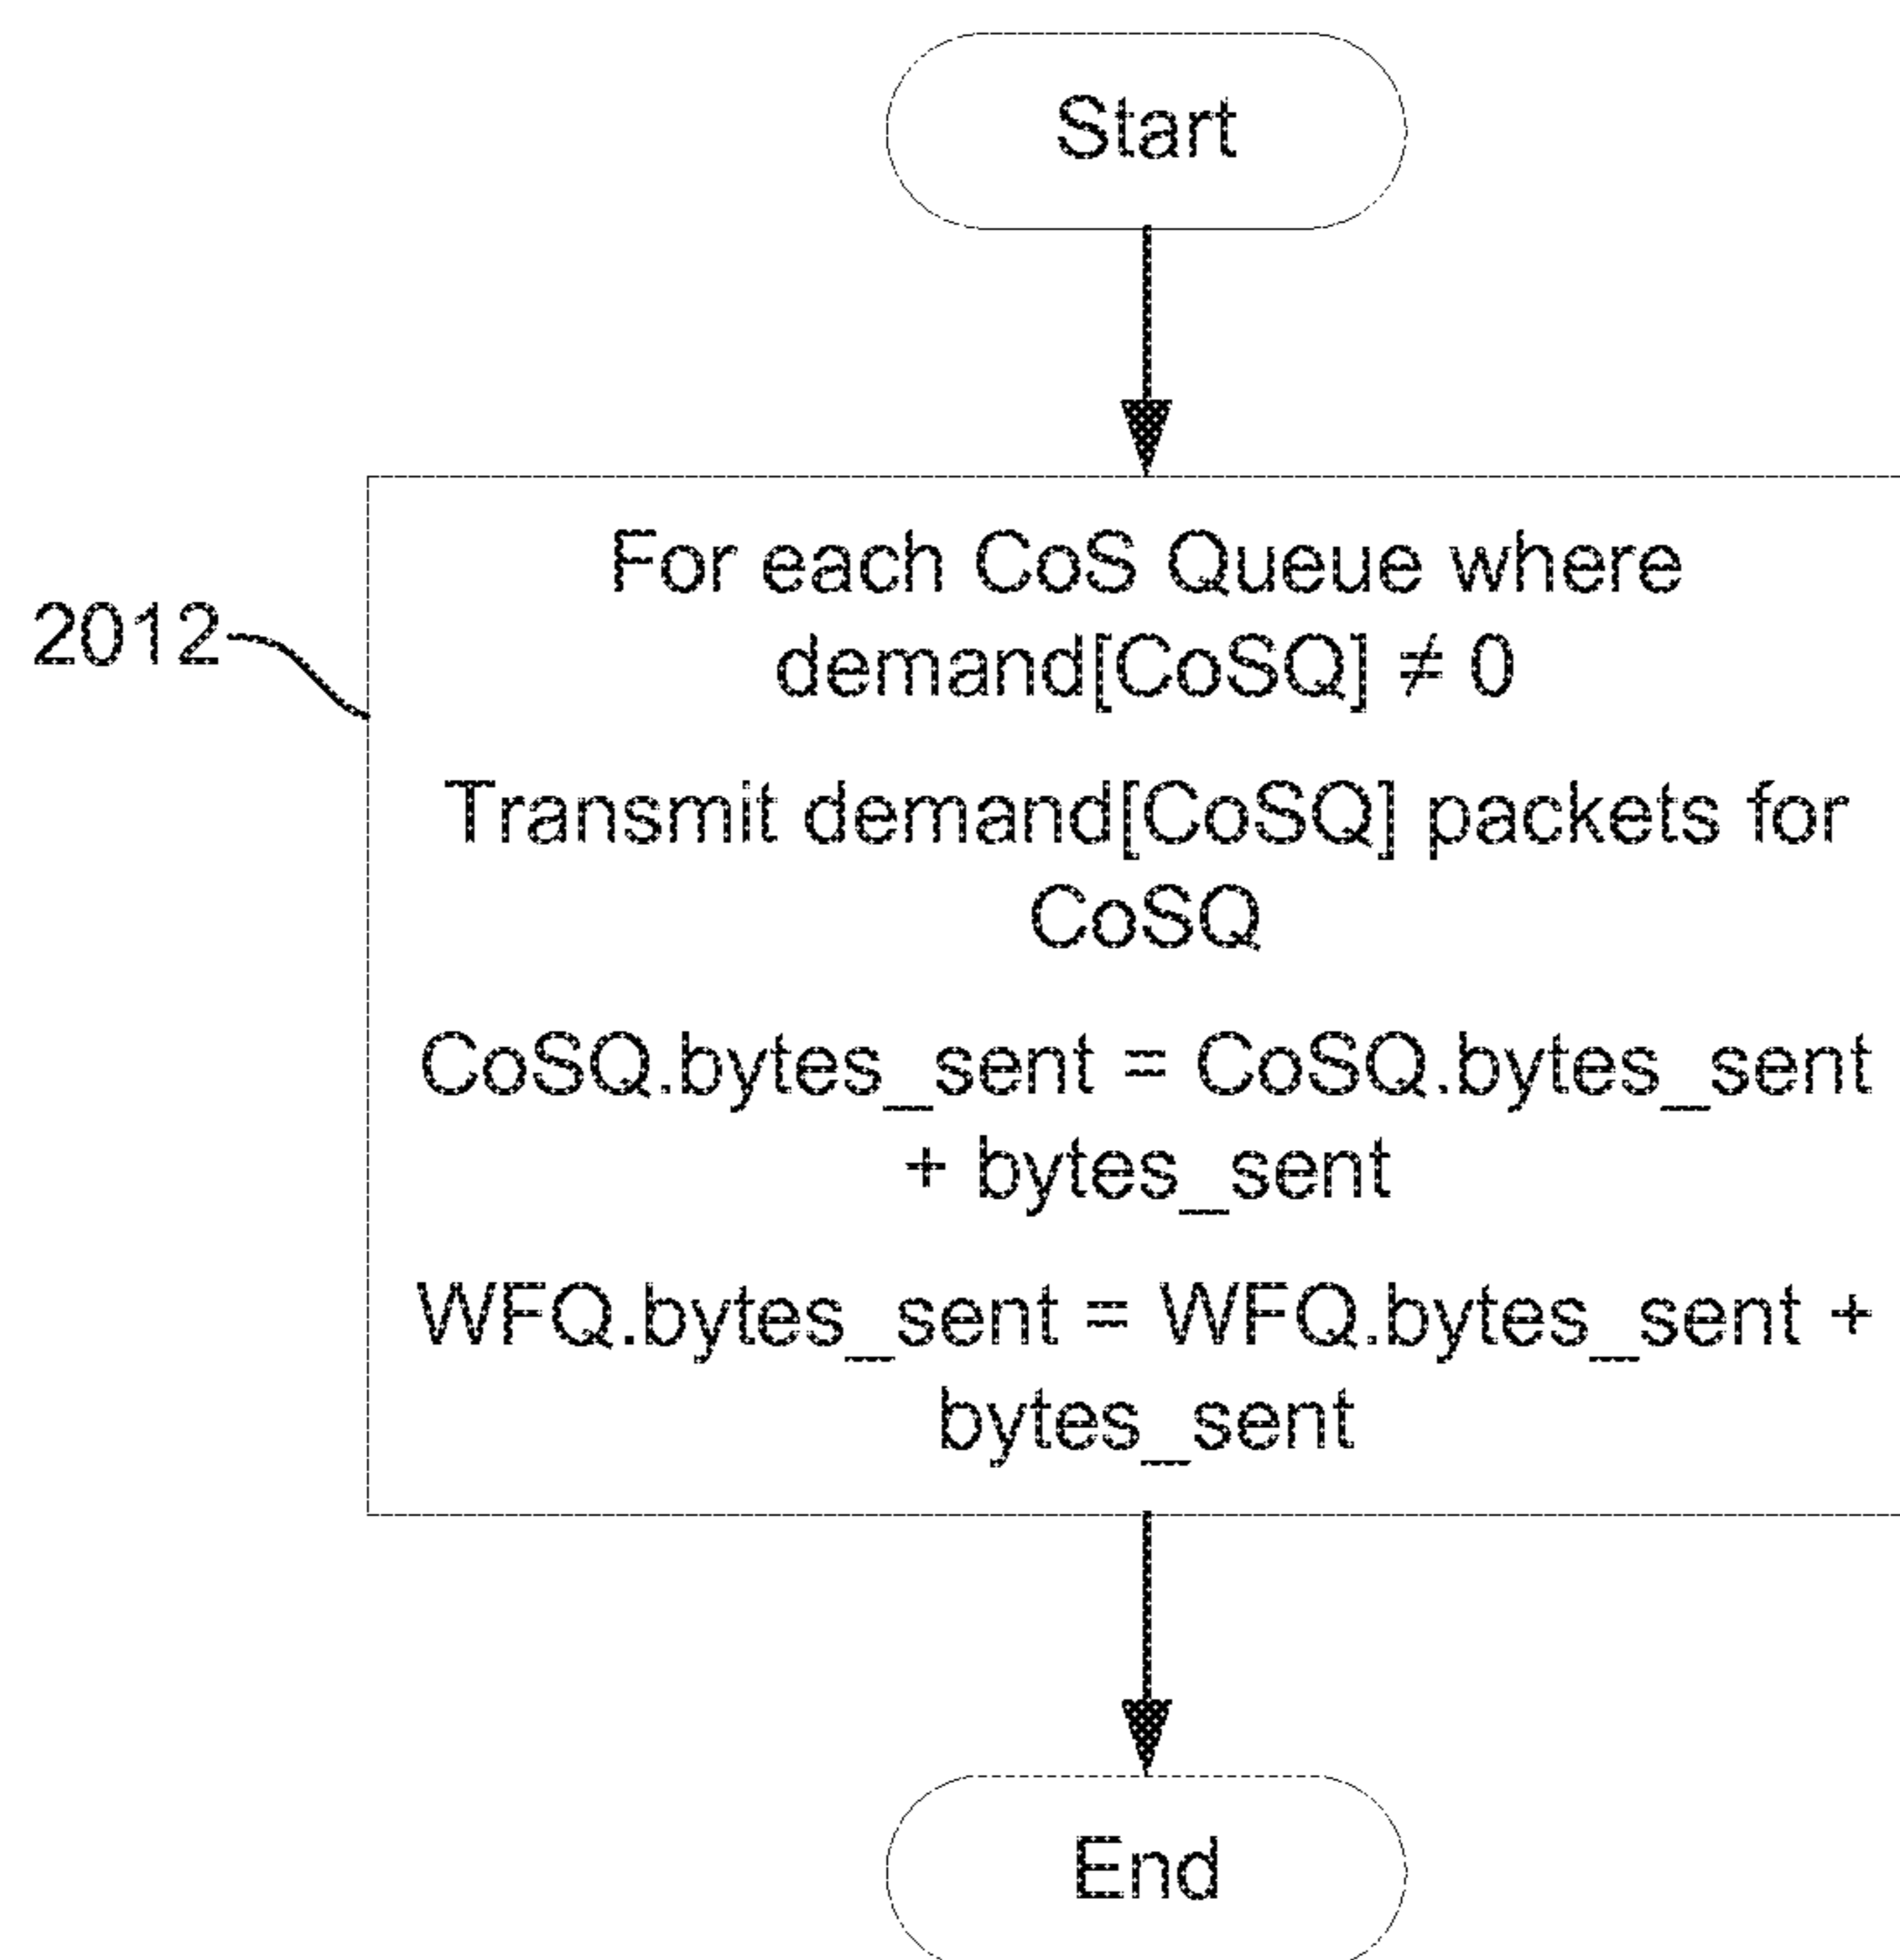 Start
2012
For each CoS Queue where
demand[CoSQ] ≠ 0
Transmit demand[CoSQ] packets for
CoSQ
CoSQ.bytes_sent = CoSQ.bytes_sent
+ bytes_sent
WFQ.bytes_sent = WFQ.bytes_sent +
bytes_sent
End